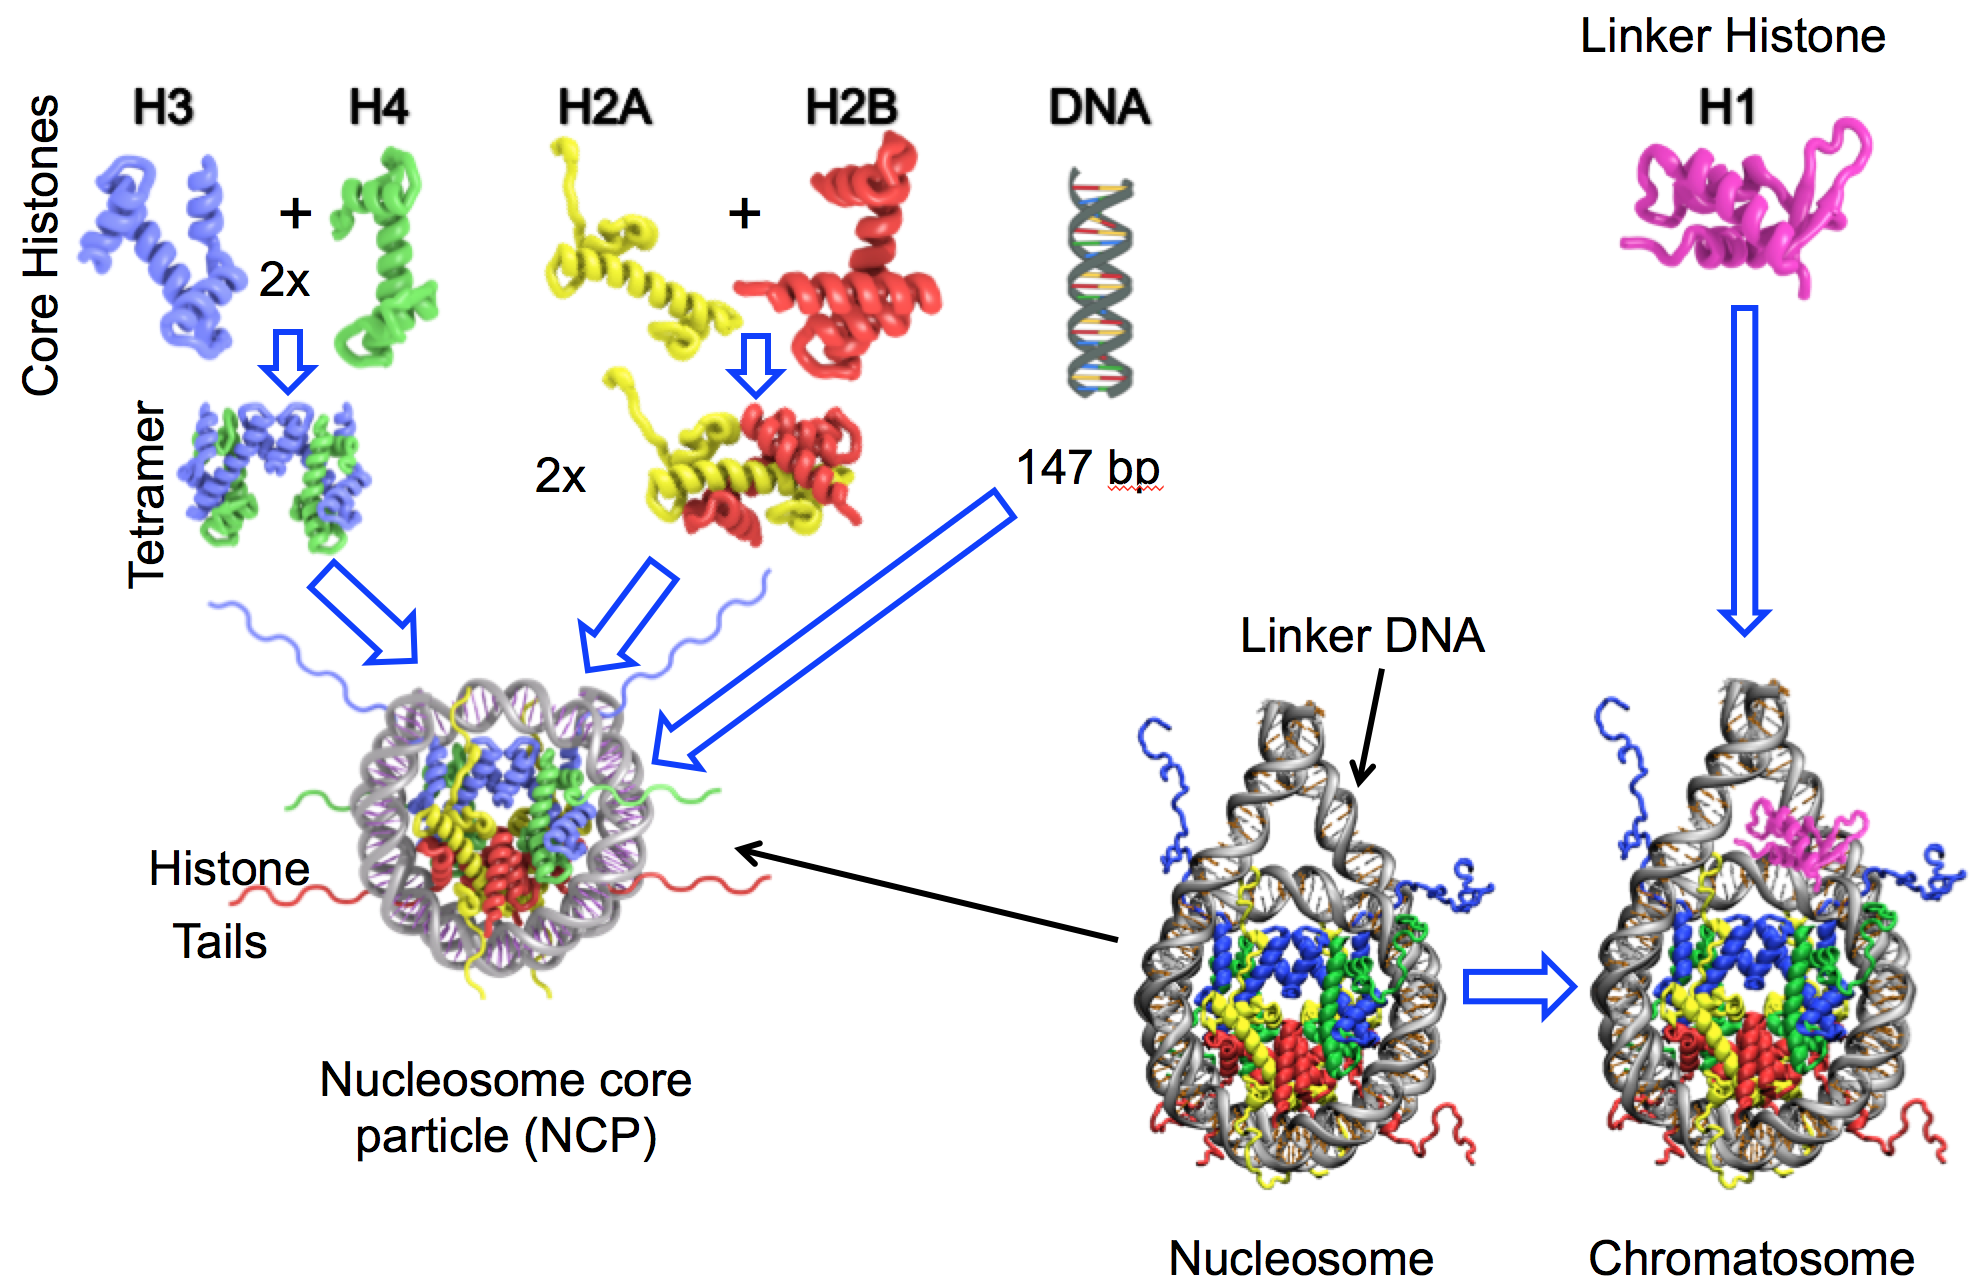 Linker Histone
H3
H4
H2A
H2B
DNA
H1
Core Histones
+
+
2x
Tetramer
2x
147 bp
Linker DNA
Histone
Tails
Nucleosome core
particle (NCP)
Nucleosome
Chromatosome